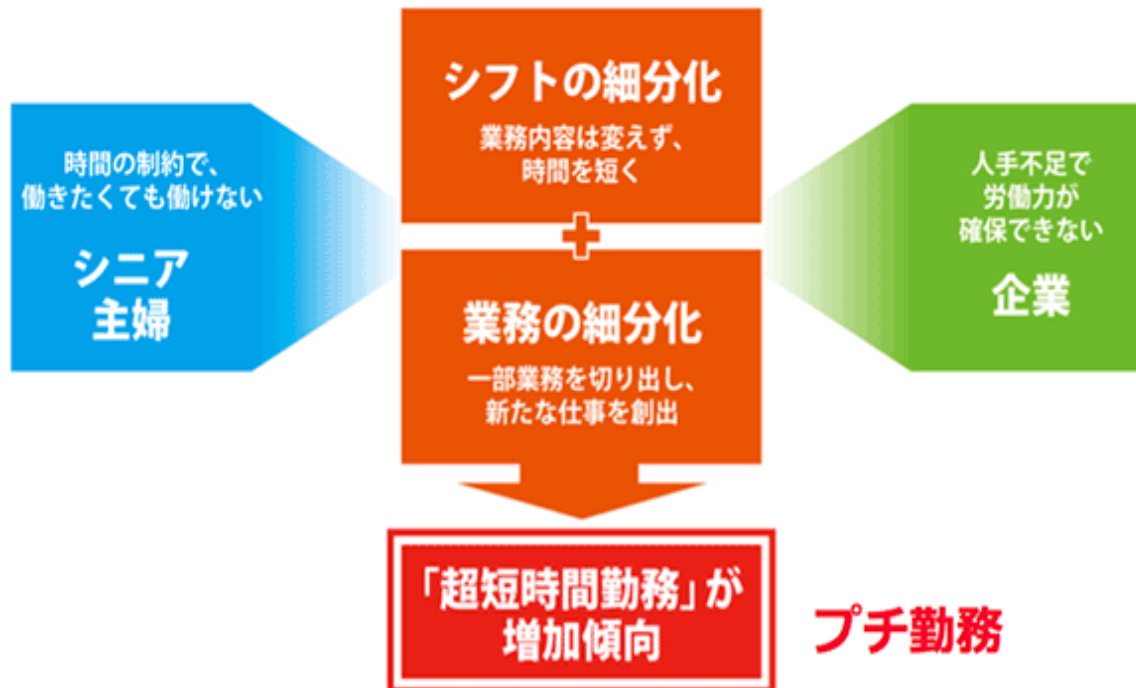 シフトの細分化
業務内容は変えず、
時間を短く
時間の制約で、
働きたくても働けない
シニア
主婦
人手不足で
労働力が
確保できない
企業
+
業務の細分化
一部業務を切り出し、
新たな仕事を創出
「超短時間勤務」が
増加傾向
プチ勤務